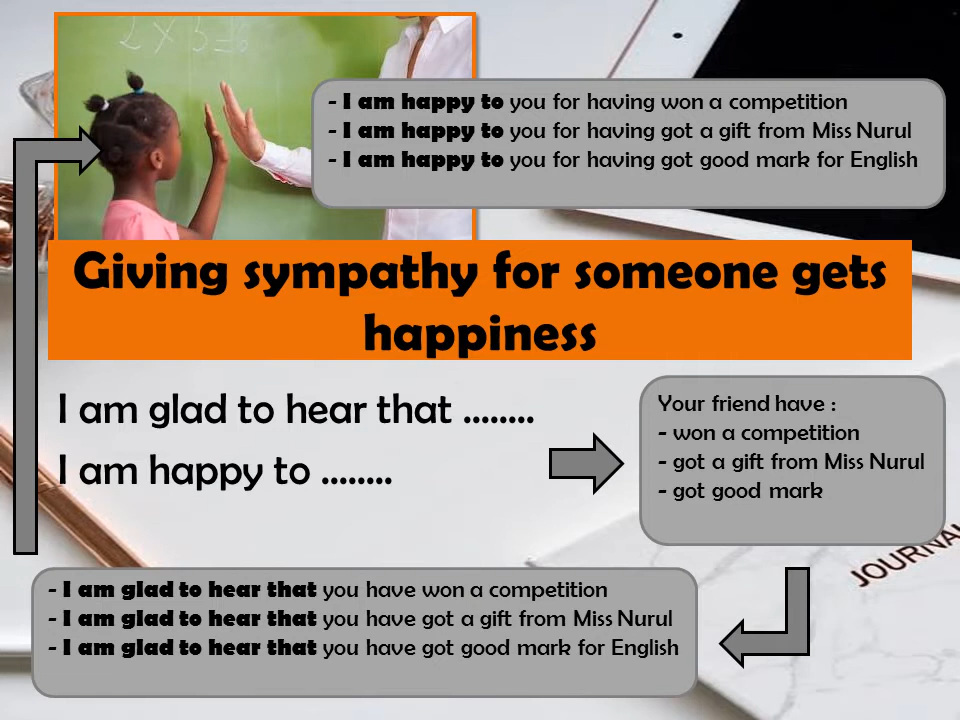 2 x 3 = 6
- I am happy to you for having won a competition
- I am happy to you for having got a gift from Miss Nurul
- I am happy to you for having got good mark for English
Giving sympathy for someone gets
happiness
I am glad to hear that ........
I am happy to ........
Your friend have :
- won a competition
- got a gift from Miss Nurul
- got good mark
JOURNAL
- I am glad to hear that you have won a competition
- I am glad to hear that you have got a gift from Miss Nurul
- I am glad to hear that you have got good mark for English